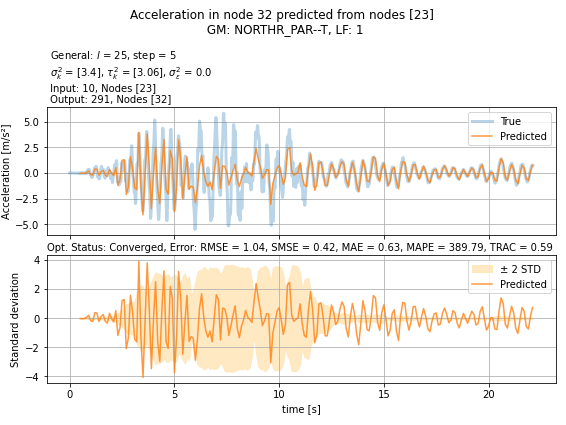 Acceleration in node 32 predicted from nodes [23]
GM: NORTHR_PAR--T, LF: 1
General: l = 25, step = 5
σ²ₖ = [3.4], τ²ₖ = [3.06], σ²ε = 0.0
Input: 10, Nodes [23]
Output: 291, Nodes [32]
Acceleration [m/s²]
5.0
2.5
0.0
−2.5
−5.0
True
Predicted
Opt. Status: Converged, Error: RMSE = 1.04, SMSE = 0.42, MAE = 0.63, MAPE = 389.79, TRAC = 0.59
Standard deviation
4
2
0
−2
−4
± 2 STD
Predicted
0
5
10
15
20
time [s]